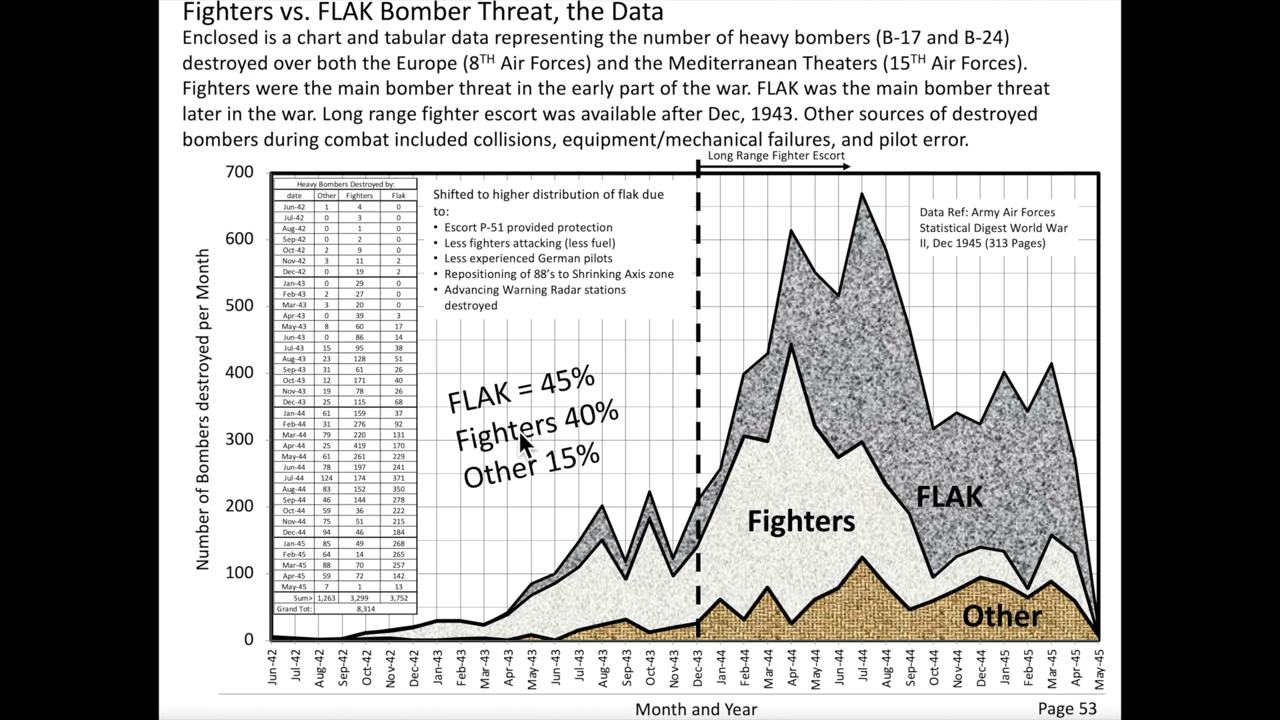 Fighters vs. FLAK Bomber Threat, the Data
Enclosed is a chart and tabular data representing the number of heavy bombers (B-17 and B-24)
destroyed over both the Europe (8TH Air Forces) and the Mediterranean Theaters (15TH Air Forces).
Fighters were the main bomber threat in the early part of the war. FLAK was the main bomber threat
later in the war. Long range fighter escort was available after Dec, 1943. Other sources of destroyed
bombers during combat included collisions, equipment/mechanical failures, and pilot error.
Long Range Fighter Escort
Number of Bombers destroyed per Month
700
600
500
400
300
200
100
0
Heavy Bombers Destroyed by:
date Other Fighters Flak
Jun-42 1 4 0
Jul-42 0 3 0
Aug-42 0 1 0
Sep-42 0 2 0
Oct-42 2 9 0
Nov-42 3 11 2
Dec-42 0 19 2
Jan-43 0 29 0
Feb-43 2 27 0
Mar-43 3 20 0
Apr-43 0 39 3
May-43 8 60 17
Jun-43 0 86 14
Jul-43 15 95 38
Aug-43 23 128 51
Sep-43 31 61 26
Oct-43 12 171 40
Nov-43 19 78 26
Dec-43 25 115 68
Jan-44 61 159 37
Feb-44 31 276 92
Mar-44 79 220 131
Apr-44 25 419 170
May-44 61 261 229
Jun-44 78 197 241
Jul-44 124 174 371
Aug-44 83 152 350
Sep-44 46 144 278
Oct-44 59 36 222
Nov-44 75 51 215
Dec-44 94 46 184
Jan-45 85 49 268
Feb-45 64 14 265
Mar-45 88 70 257
Apr-45 59 72 142
May-45 7 1 13
Sum> 1,263 3,299 3,752
Grand Tot: 8,314
Shifted to higher distribution of flak due
to:
• Escort P-51 provided protection
• Less fighters attacking (less fuel)
• Less experienced German pilots
• Repositioning of 88's to Shrinking Axis zone
• Advancing Warning Radar stations
destroyed
Data Ref: Army Air Forces
Statistical Digest World War
II, Dec 1945 (313 Pages)
FLAK = 45%
Fighters 40%
Other 15%
FLAK
Fighters
Other
Jun-42
Jul-42
Aug-42
Sep-42
Oct-42
Nov-42
Dec-42
Jan-43
Feb-43
Mar-43
Apr-43
May-43
Jun-43
Jul-43
Aug-43
Sep-43
Oct-43
Nov-43
Dec-43
Jan-44
Feb-44
Mar-44
Apr-44
May-44
Jun-44
Jul-44
Aug-44
Sep-44
Oct-44
Nov-44
Dec-44
Jan-45
Feb-45
Mar-45
Apr-45
May-45
Month and Year
Page 53